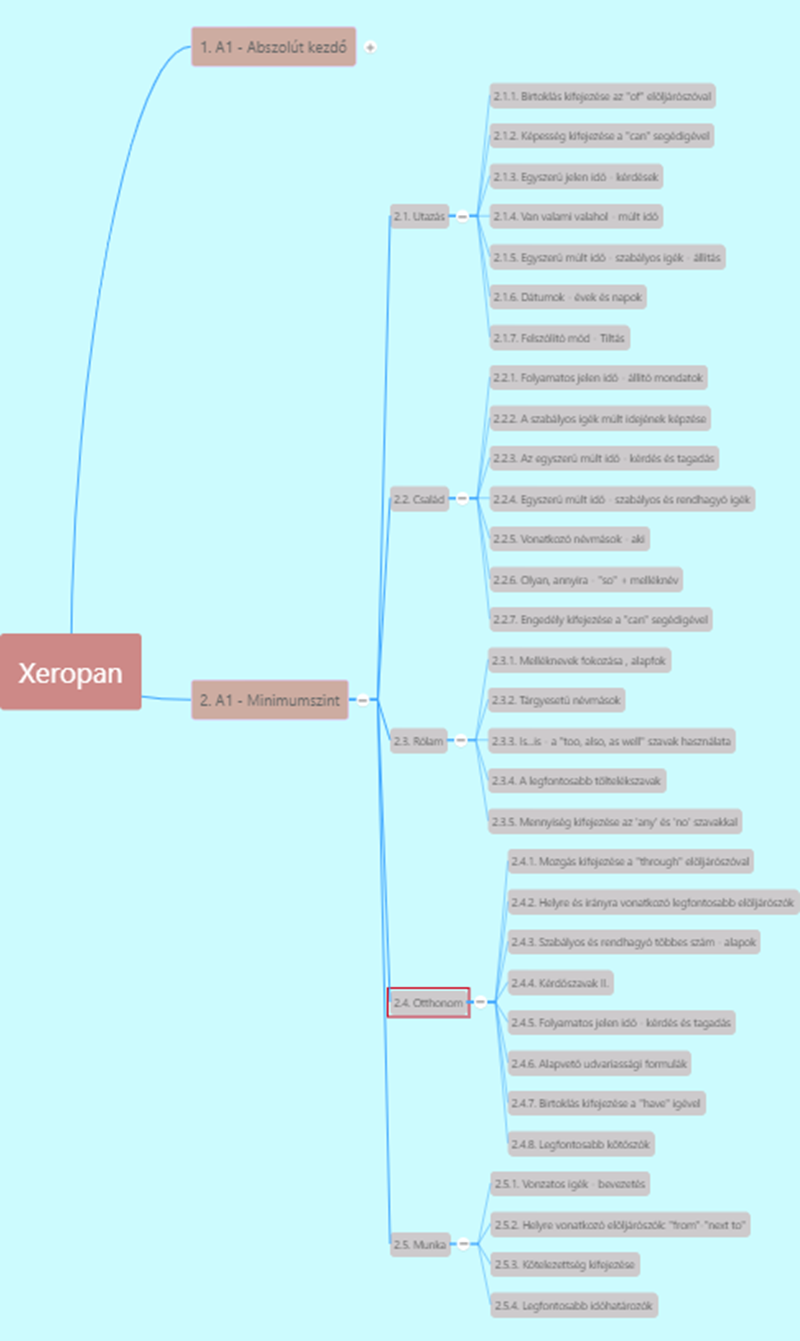 1. A1 - Abszolút kezdő
2.1.1. Birtoklás kifejezése az "of" elöljárószóval
2.1.2. Képesség kifejezése a "can" segédigével
2.1.3. Egyszerű jelen idő - kérdések
2.1. Utazás
2.1.4. Van valami valahol - múlt idő
2.1.5. Egyszerű múlt idő - szabályos igék - állítás
2.1.6. Dátumok - évek és napok
2.1.7. Felszólító mód - Tiltás
2.2.1. Folyamatos jelen idő - állító mondatok
2.2.2. A szabályos igék múlt idejének képzése
2.2.3. Az egyszerű múlt idő - kérdés és tagadás
2.2. Család
2.2.4. Egyszerű múlt idő - szabályos és rendhagyó igék
2.2.5. Vonatkozó névmások - aki
2.2.6. Olyan, annyira - "so" + melléknév
2.2.7. Engedély kifejezése a "can" segédigével
Xeropan
2. A1 - Minimumszint
2.3.1. Melléknevek fokozása , alapfok
2.3.2. Tárgyesetű névmások
2.3. Rólam
2.3.3. Is...is - a "too, also, as well" szavak használata
2.3.4. A legfontosabb töltelékszavak
2.3.5. Mennyiség kifejezése az 'any' és 'no' szavakkal
2.4.1. Mozgás kifejezése a "through" elöljárószóval
2.4.2. Helyre és irányra vonatkozó legfontosabb elöljárószók
2.4.3. Szabályos és rendhagyó többes szám - alapok
2.4.4. Kérdőszavak II.
2.4. Otthonom
2.4.5. Folyamatos jelen idő - kérdés és tagadás
2.4.6. Alapvető udvariassági formulák
2.4.7. Birtoklás kifejezése a "have" igével
2.4.8. Legfontosabb kötőszók
2.5.1. Vonzatos igék - bevezetés
2.5.2. Helyre vonatkozó elöljárószók: "from" "next to"
2.5. Munka
2.5.3. Kötelezettség kifejezése
2.5.4. Legfontosabb időhatározók